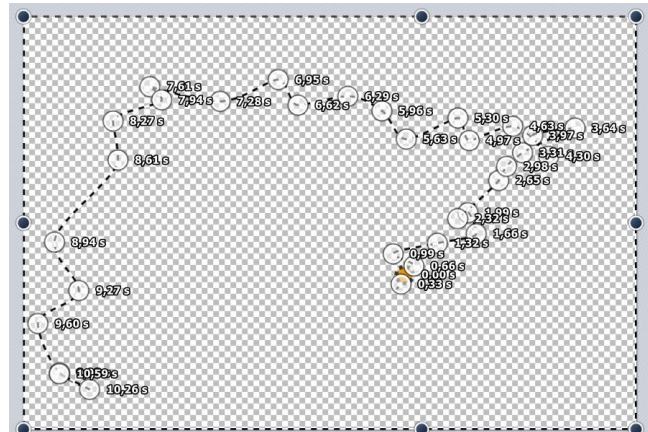 7,61 s
6,95 s
7,94 s
7,28 s
6,62 s
6,29 s
5,96 s
8,27 s
5,30 s
4,63 s
3,64 s
3,97 s
5,63 s
4,97 s
3,31 s
4,30 s
8,61 s
2,98 s
2,65 s
1,99 s
2,32 s
1,66 s
8,94 s
1,32 s
0,99 s
0,66 s
0,00 s
0,33 s
9,27 s
9,60 s
10,59 s
10,26 s